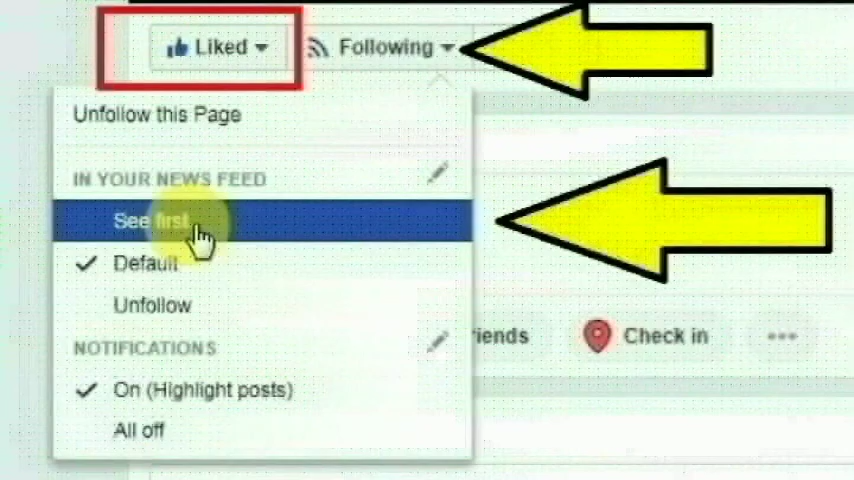 Liked Following
Unfollow this Page
IN YOUR NEWS FEED
See first
Default
Unfollow
riends Check in
NOTIFICATIONS
On (Highlight posts)
All off